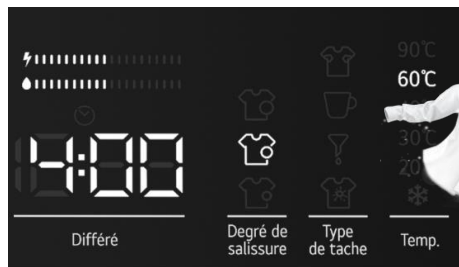 90°C
60°C
30°C
20°C
4:00
Différé
Degré de
salissure
Type
de tache
Temp.